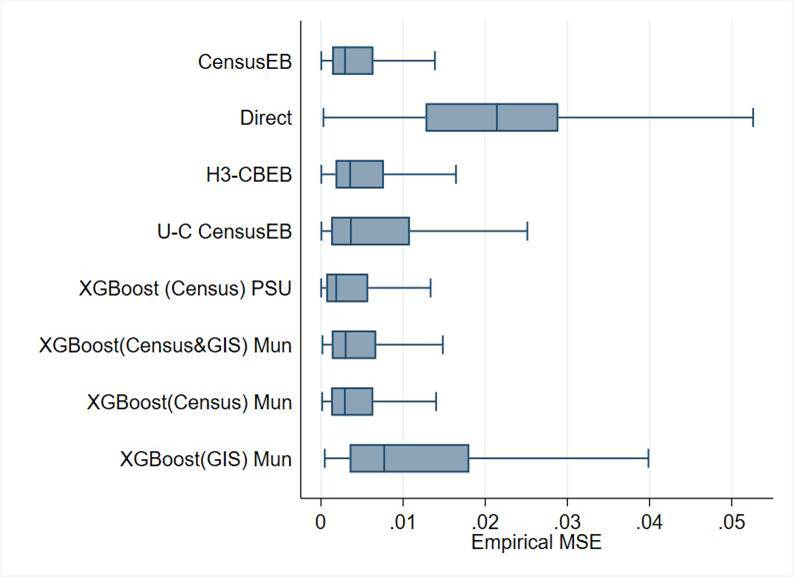 CensusEB
Direct
H3-CBEB
U-C CensusEB
XGBoost (Census) PSU
XGBoost(Census&GIS) Mun
XGBoost(Census) Mun
XGBoost(GIS) Mun
0 .01 .02 .03 .04 .05
Empirical MSE